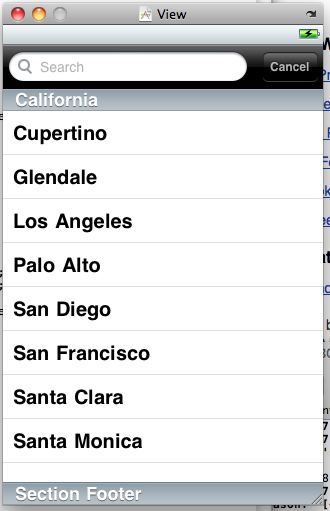 View
Search
Cancel
California
Cupertino
Glendale
Los Angeles
Palo Alto
San Diego
San Francisco
Santa Clara
Santa Monica
Section Footer